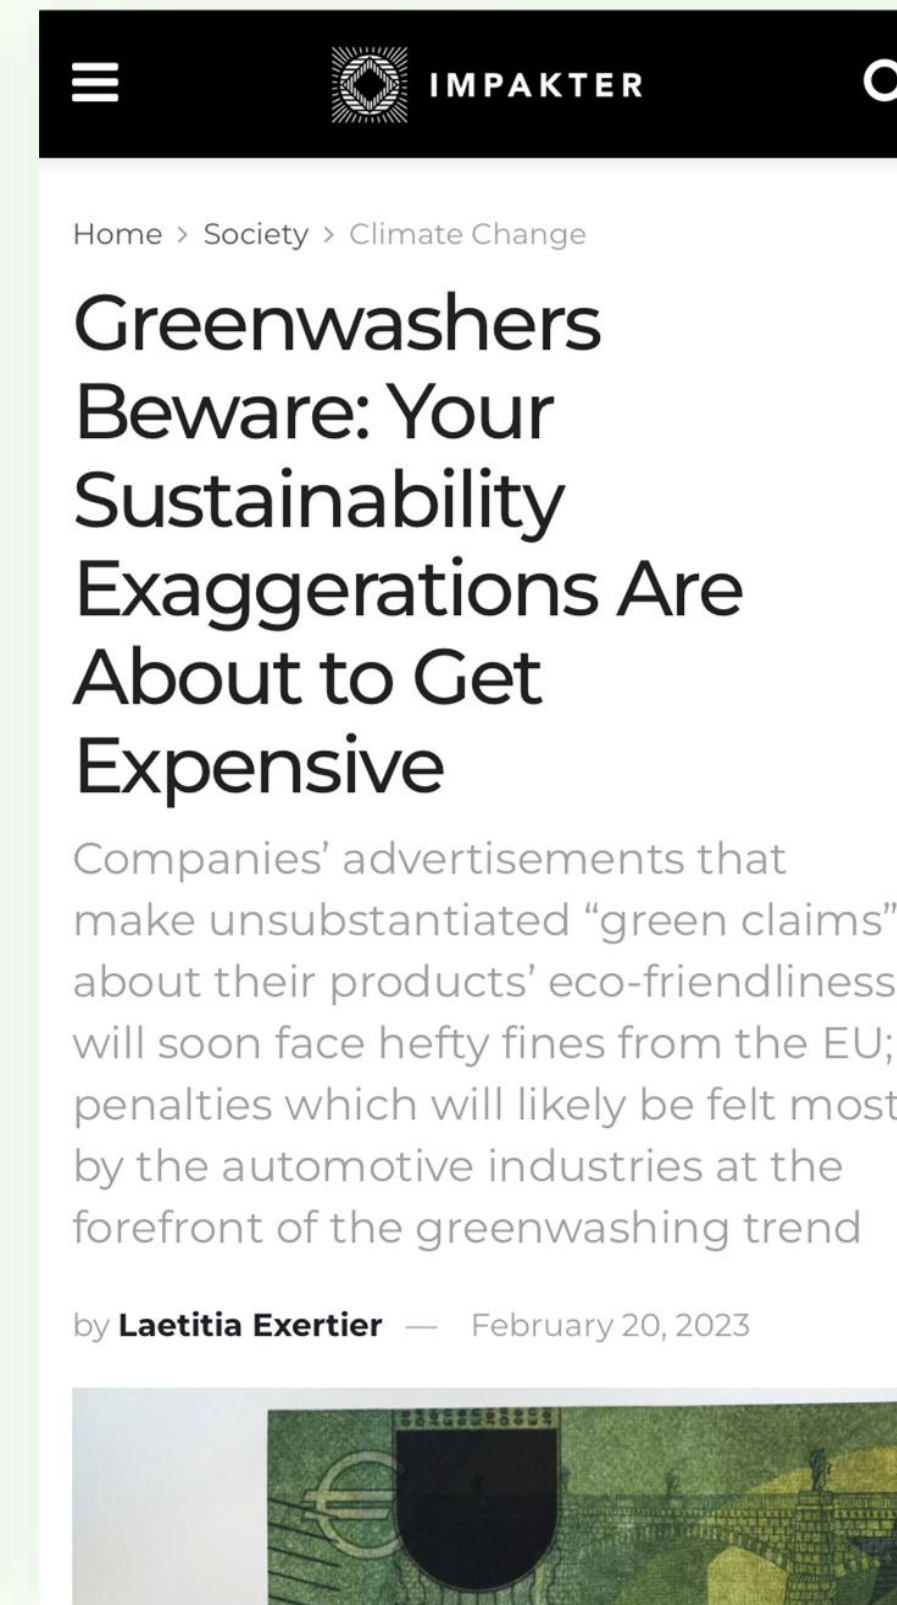 IMPAKTER
Home > Society > Climate Change
Greenwashers
Beware: Your
Sustainability
Exaggerations Are
About to Get
Expensive
Companies’ advertisements that
make unsubstantiated “green claims”
about their products’ eco-friendliness
will soon face hefty fines from the EU;
penalties which will likely be felt most
by the automotive industries at the
forefront of the greenwashing trend
by Laetitia Exertier — February 20, 2023